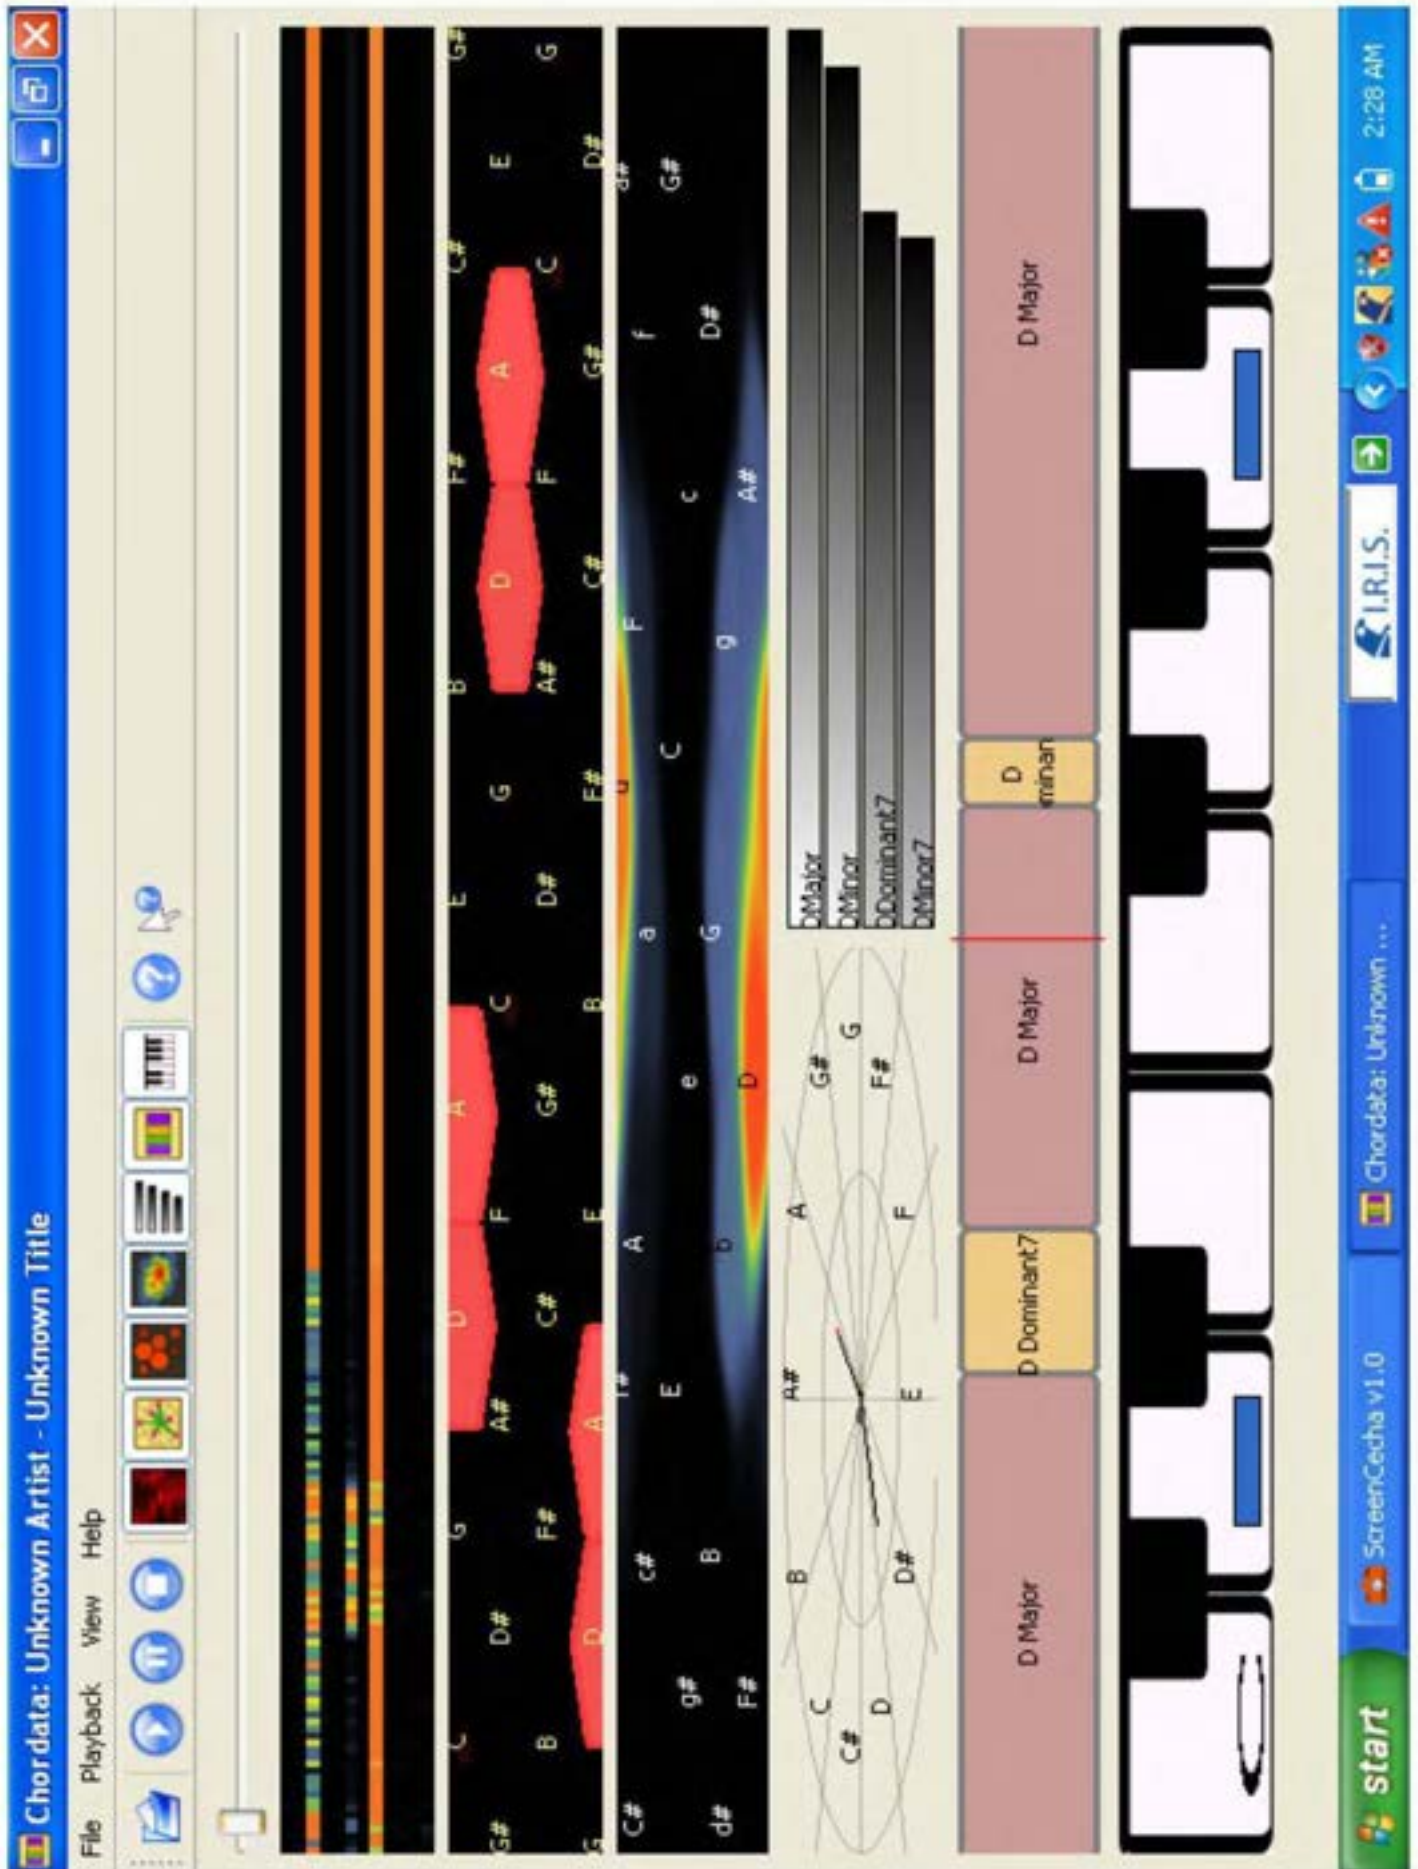 Chordata: Unknown Artist - Unknown Title
File Playback View Help
G# C D# G A# D F A C E G B F# C# G#
B F# C# G# D# A# F C G D A E
G B D F# A C# E G# B D# F# A# C# F G# C D# G
C# g# c# f# A a F f a#
g# E e C c G#
d# F# B b D G g A# D#
C C# D B D# A# E A F G# F# G
DMajor
DMinor
DDominant7
DMinor7
D Major
D Dominant7
D Major
D
minan
D Major
start
ScreenCecha v1.0
Chordata: Unknown ...
I.R.I.S.
2:28 AM